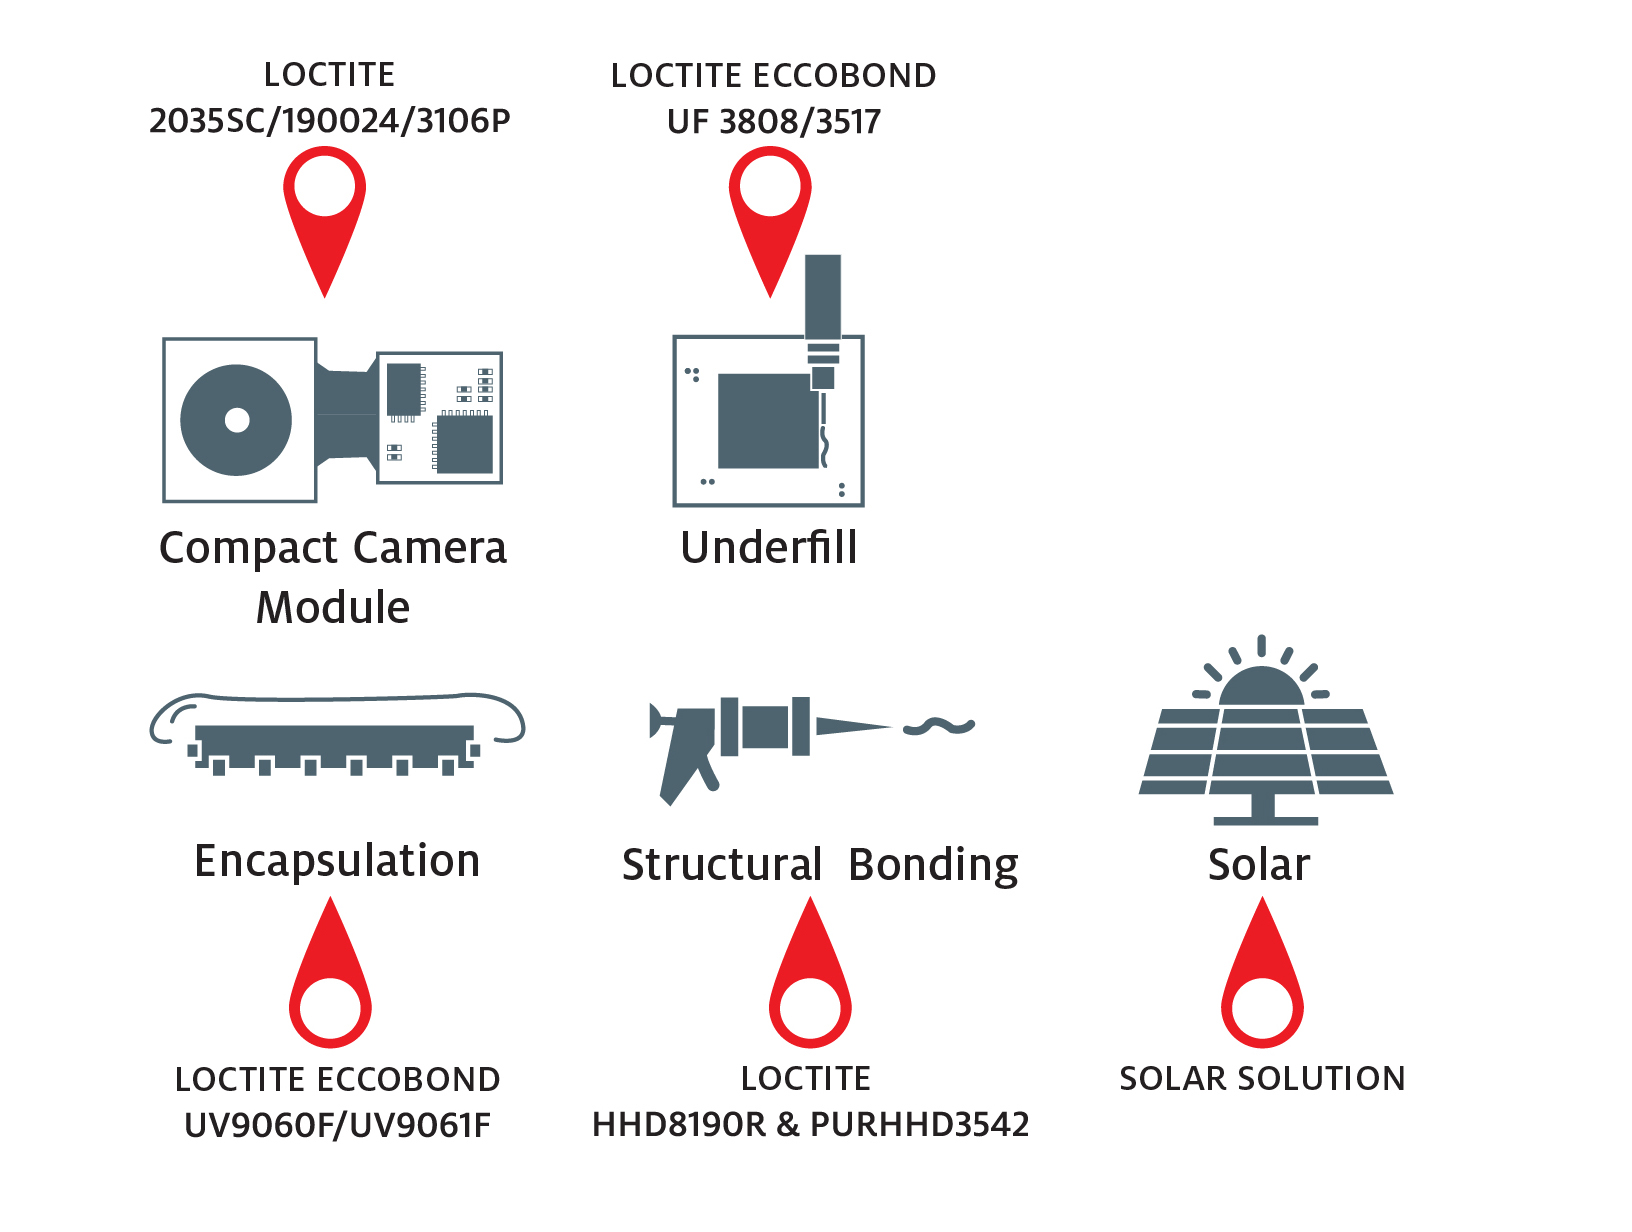 LOCTITE
2035SC/190024/3106P
LOCTITE ECCOBOND
UF 3808/3517
Compact Camera
Module
Underfill
Encapsulation
Structural Bonding
Solar
LOCTITE ECCOBOND
UV9060F/UV9061F
LOCTITE
HHD8190R & PURHHD3542
SOLAR SOLUTION